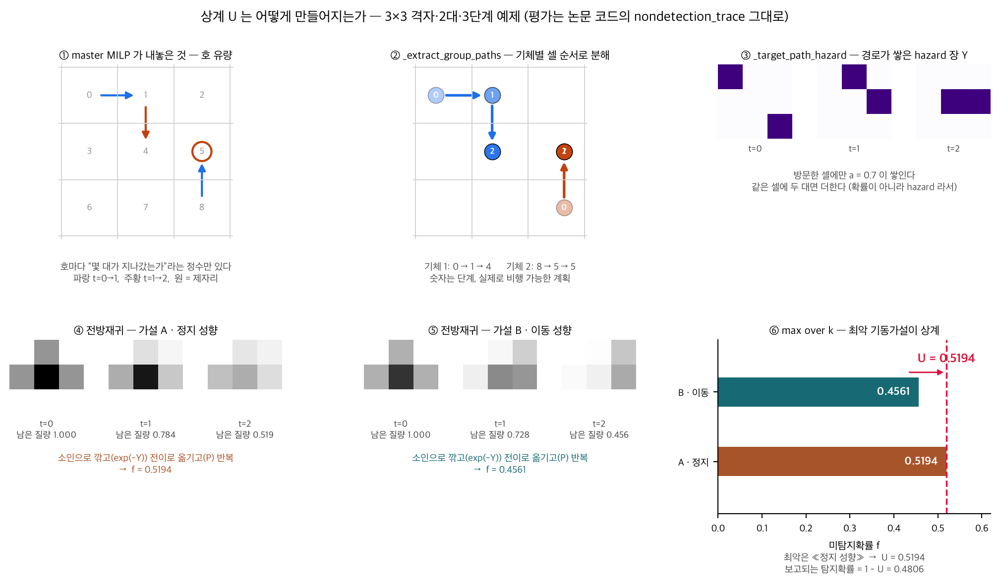 상계 U 는 어떻게 만들어지는가 — 3×3 격자·2대·3단계 예제 (평가는 논문 코드의 nondetection_trace 그대로)
① master MILP 가 내놓은 것 — 호 유량
0
1
2
3
4
5
6
7
8
호마다 “몇 대가 지나갔는가”라는 정수만 있다
파랑 t=0→1,  주황 t=1→2,  원 = 제자리
② _extract_group_paths — 기체별 셀 순서로 분해
0
1
2
0
기체 1: 0 → 1 → 4      기체 2: 8 → 5 → 5
숫자는 단계, 실제로 비행 가능한 계획
③ _target_path_hazard — 경로가 쌓은 hazard 장 Y
t=0
t=1
t=2
방문한 셀에만 a = 0.7 이 쌓인다
같은 셀에 두 대면 더한다 (확률이 아니라 hazard 라서)
④ 전방재귀 — 가설 A · 정지 성향
t=0
남은 질량 1.000
t=1
남은 질량 0.784
t=2
남은 질량 0.519
소인으로 깎고(exp(-Y)) 전이로 옮기고(P) 반복
→  f = 0.5194
⑤ 전방재귀 — 가설 B · 이동 성향
t=0
남은 질량 1.000
t=1
남은 질량 0.728
t=2
남은 질량 0.456
소인으로 깎고(exp(-Y)) 전이로 옮기고(P) 반복
→  f = 0.4561
⑥ max over k — 최악 기동가설이 상계
U = 0.5194
B · 이동
0.4561
A · 정지
0.5194
0.0
0.1
0.2
0.3
0.4
0.5
0.6
미탐지확률 f
최악은 ≪정지 성향≫  →  U = 0.5194
보고되는 탐지확률 = 1 - U = 0.4806